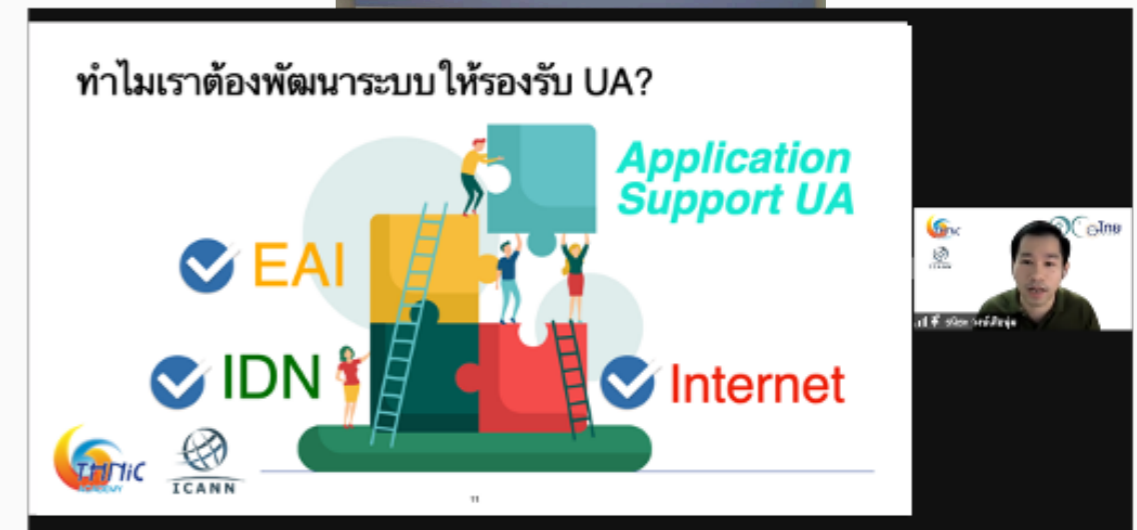 ทำไมเราต้องพัฒนาระบบ ให้รองรับ UA?
Application
Support UA
EAI
IDN
Internet
THNIC
ACADEMY
ICANN
11